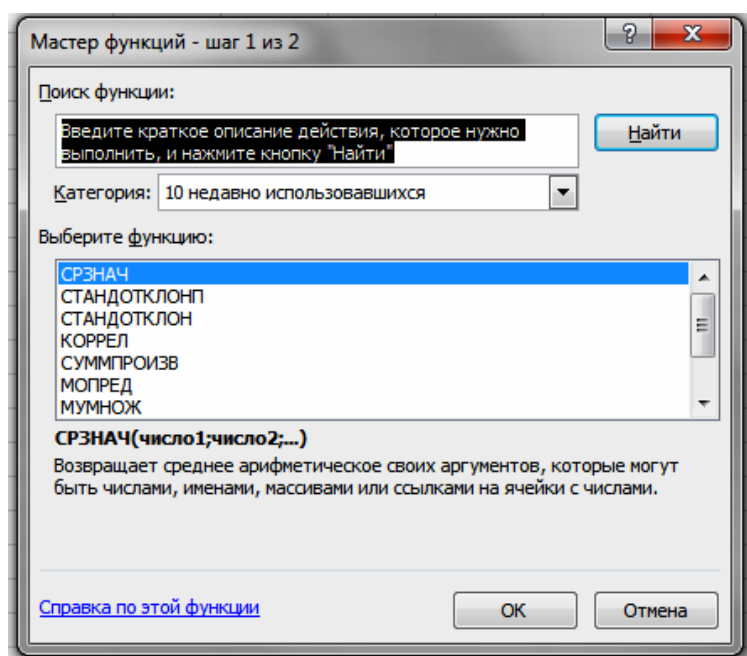 Мастер функций - шаг 1 из 2
Поиск функции:
Введите краткое описание действия, которое нужно
выполнить, и нажмите кнопку "Найти"
Найти
Категория: 10 недавно использовавшихся
Выберите функцию:
СРЗНАЧ
СТАНДОТКЛОНП
СТАНДОТКЛОН
КОРРЕЛ
СУММПРОИЗВ
МОПРЕД
МУМНОЖ
СРЗНАЧ(число1;число2;...)
Возвращает среднее арифметическое своих аргументов, которые могут
быть числами, именами, массивами или ссылками на ячейки с числами.
Справка по этой функции
ОК
Отмена